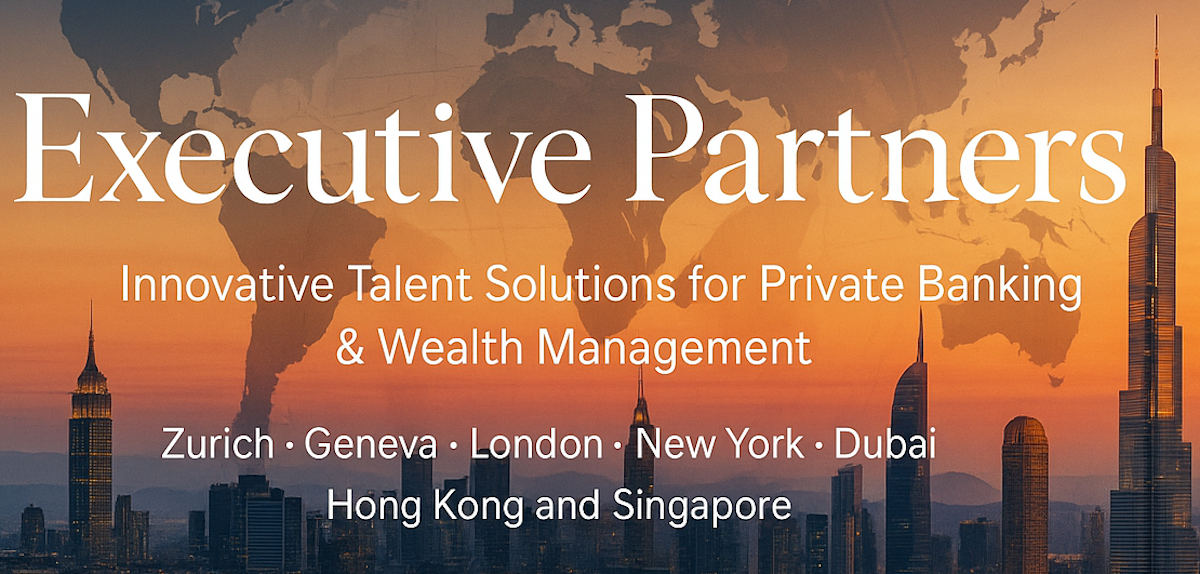 Executive Partners
Innovative Talent Solutions for Private Banking
& Wealth Management
Zurich · Geneva · London · New York · Dubai
Hong Kong and Singapore